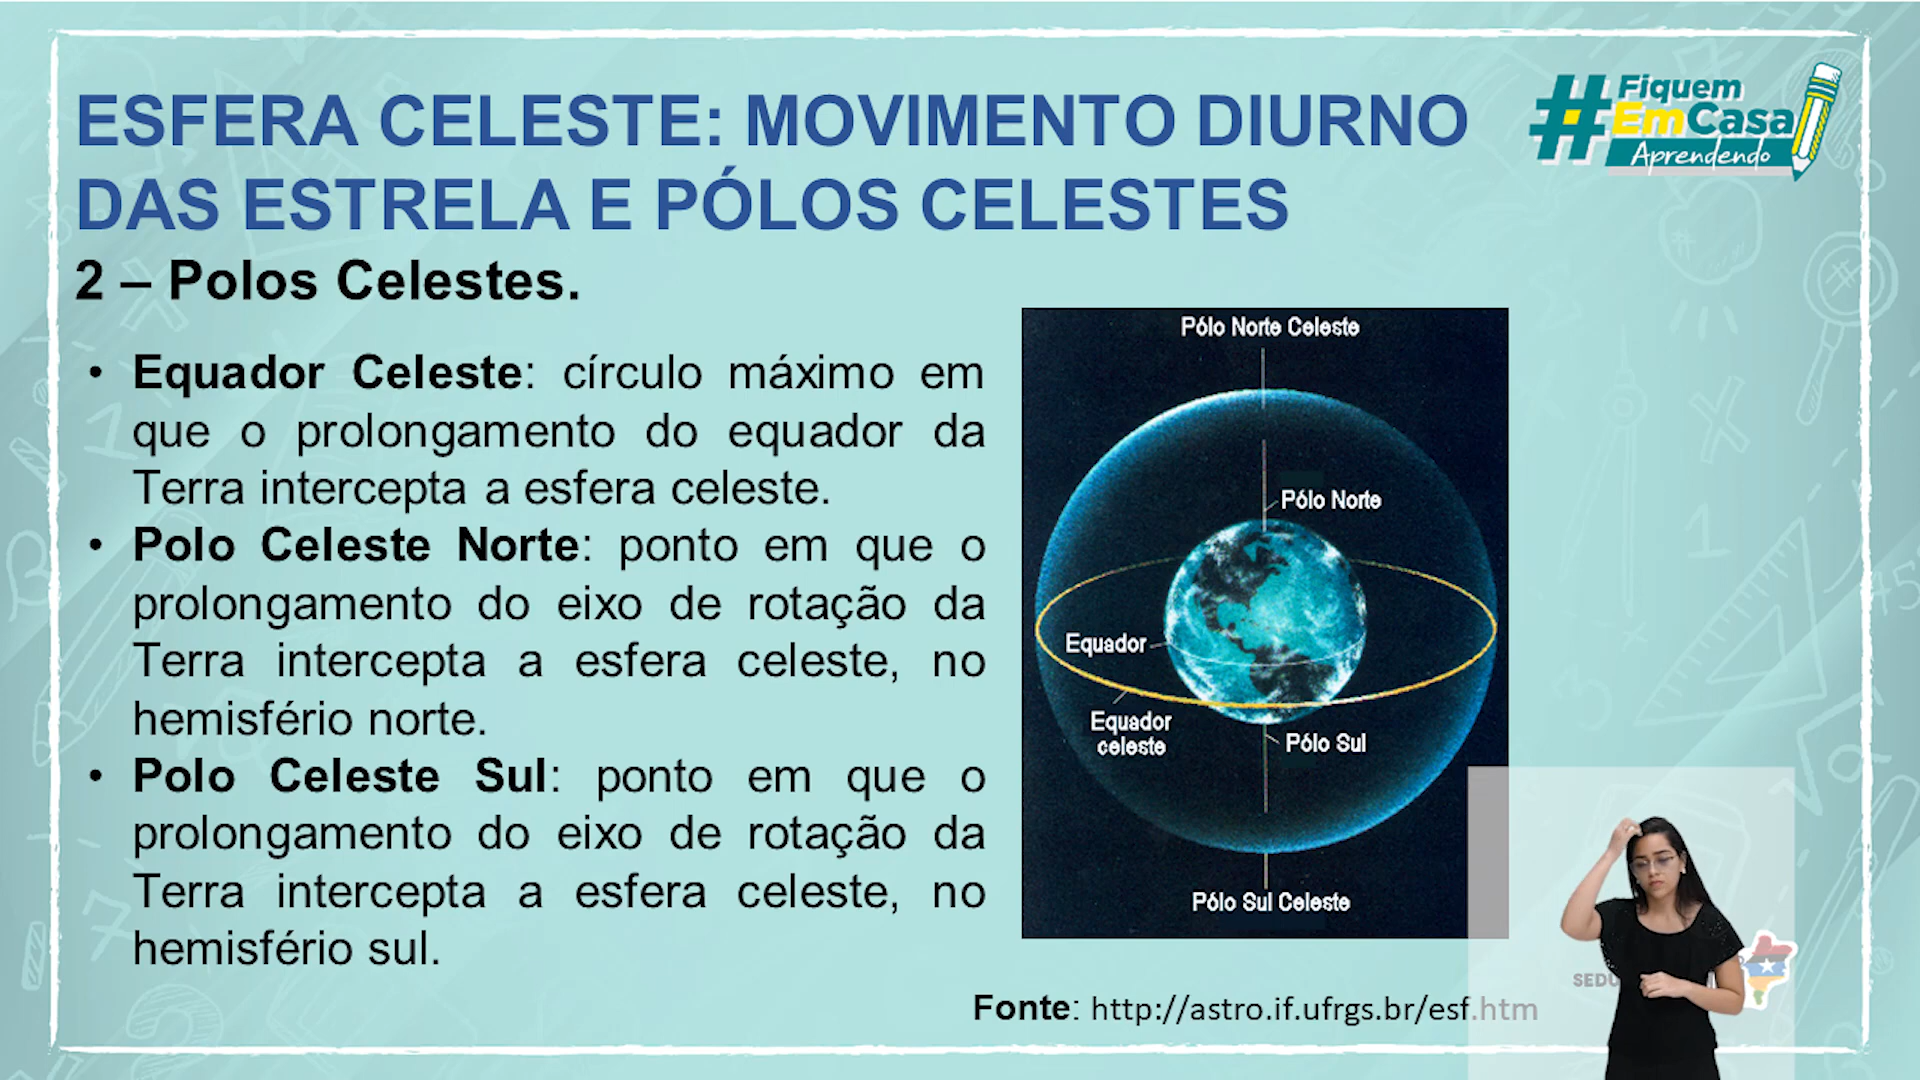 ESFERA CELESTE: MOVIMENTO DIURNO
DAS ESTRELA E PÓLOS CELESTES
#Fiquem
EmCasa
Aprendendo
2 – Polos Celestes.
• Equador Celeste: círculo máximo em
que o prolongamento do equador da
Terra intercepta a esfera celeste.
• Polo Celeste Norte: ponto em que o
prolongamento do eixo de rotação da
Terra intercepta a esfera celeste, no
hemisfério norte.
• Polo Celeste Sul: ponto em que o
prolongamento do eixo de rotação da
Terra intercepta a esfera celeste, no
hemisfério sul.
Pólo Norte Celeste
Pólo Norte
Equador
Equador
celeste
Pólo Sul
Pólo Sul Celeste
Fonte: http://astro.if.ufrgs.br/esf.htm